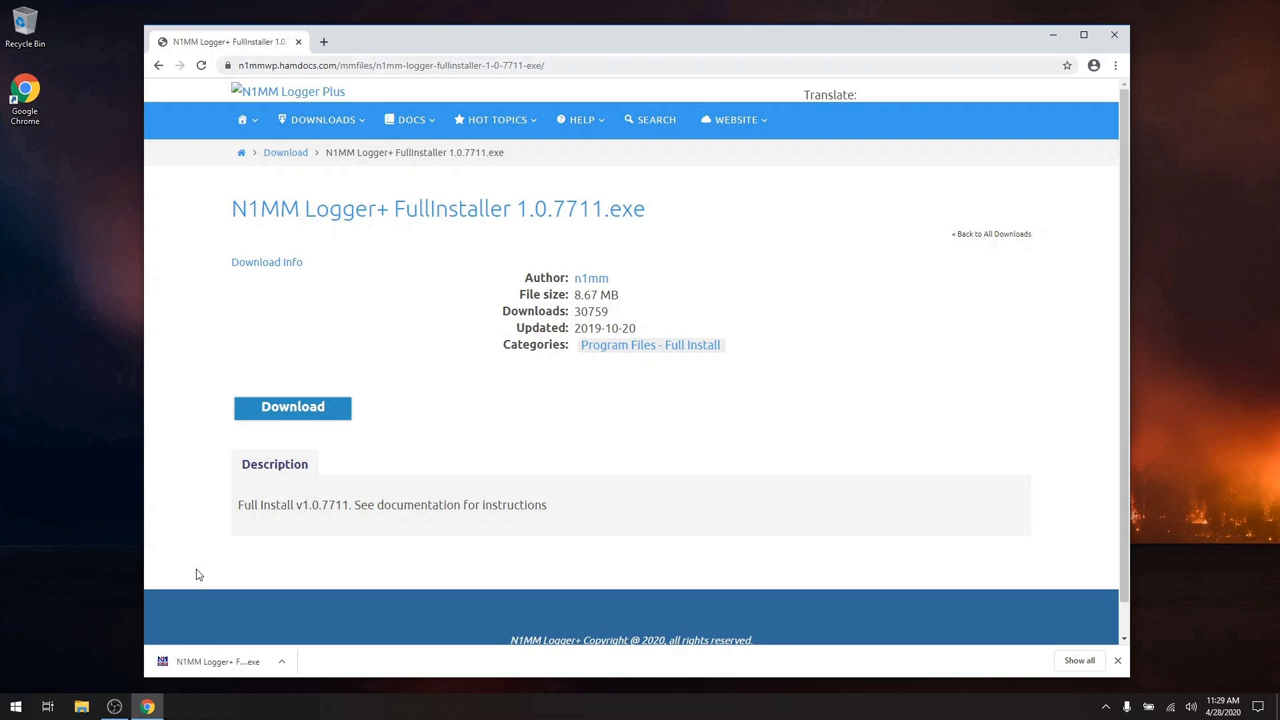 Recycle Bin
Google
Chrome
N1MM Logger+ FullInstaller 1.0.
n1mmwp.hamdocs.com/mmfiles/n1mm-logger-fullinstaller-1-0-7711-exe/
N1MM Logger Plus
Translate:
DOWNLOADS DOCS HOT TOPICS HELP SEARCH WEBSITE
Download > N1MM Logger+ FullInstaller 1.0.7711.exe
N1MM Logger+ FullInstaller 1.0.7711.exe
« Back to All Downloads
Download Info
Author: n1mm
File size: 8.67 MB
Downloads: 30759
Updated: 2019-10-20
Categories: Program Files - Full Install
Download
Description
Full Install v1.0.7711. See documentation for instructions
N1MM Logger+ Copyright @ 2020, all rights reserved.
N1MM Logger+ F....exe
Show all
11:29 AM
4/28/2020